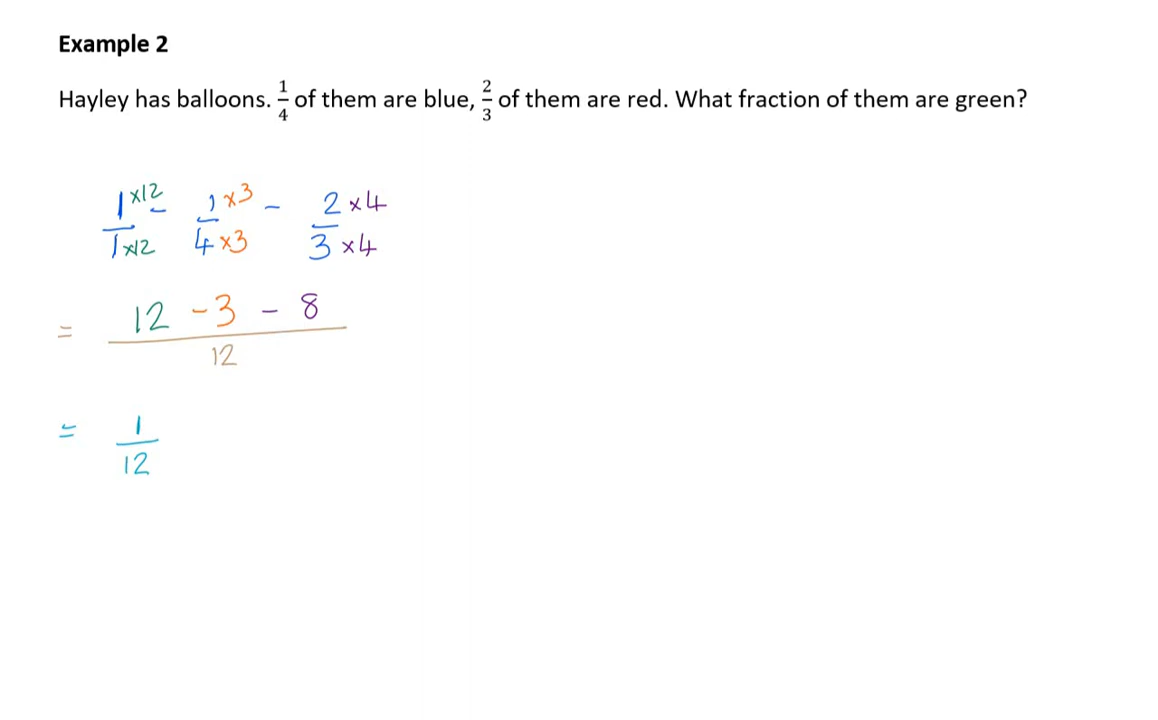 Example 2
Hayley has balloons. 1/4 of them are blue, 2/3 of them are red. What fraction of them are green?
1 ×12 - 1 ×3 - 2 ×4
1 ×12 4 ×3 3 ×4
= 12 - 3 - 8
12
= 1
12